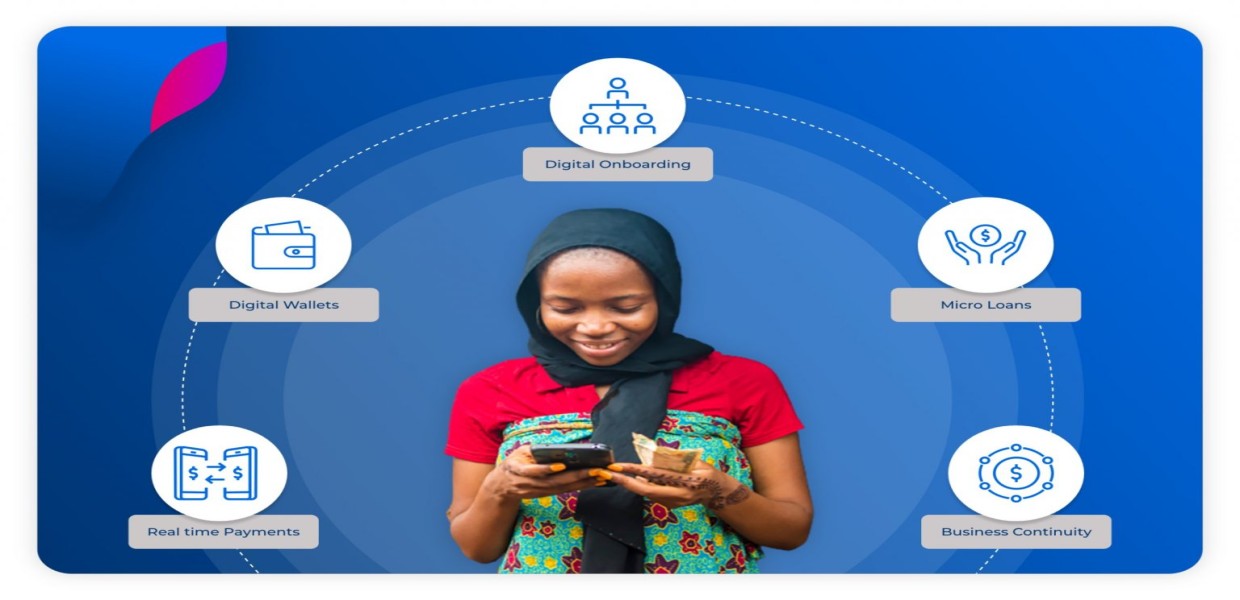 Digital Onboarding
Digital Wallets
Micro Loans
Real time Payments
Business Continuity